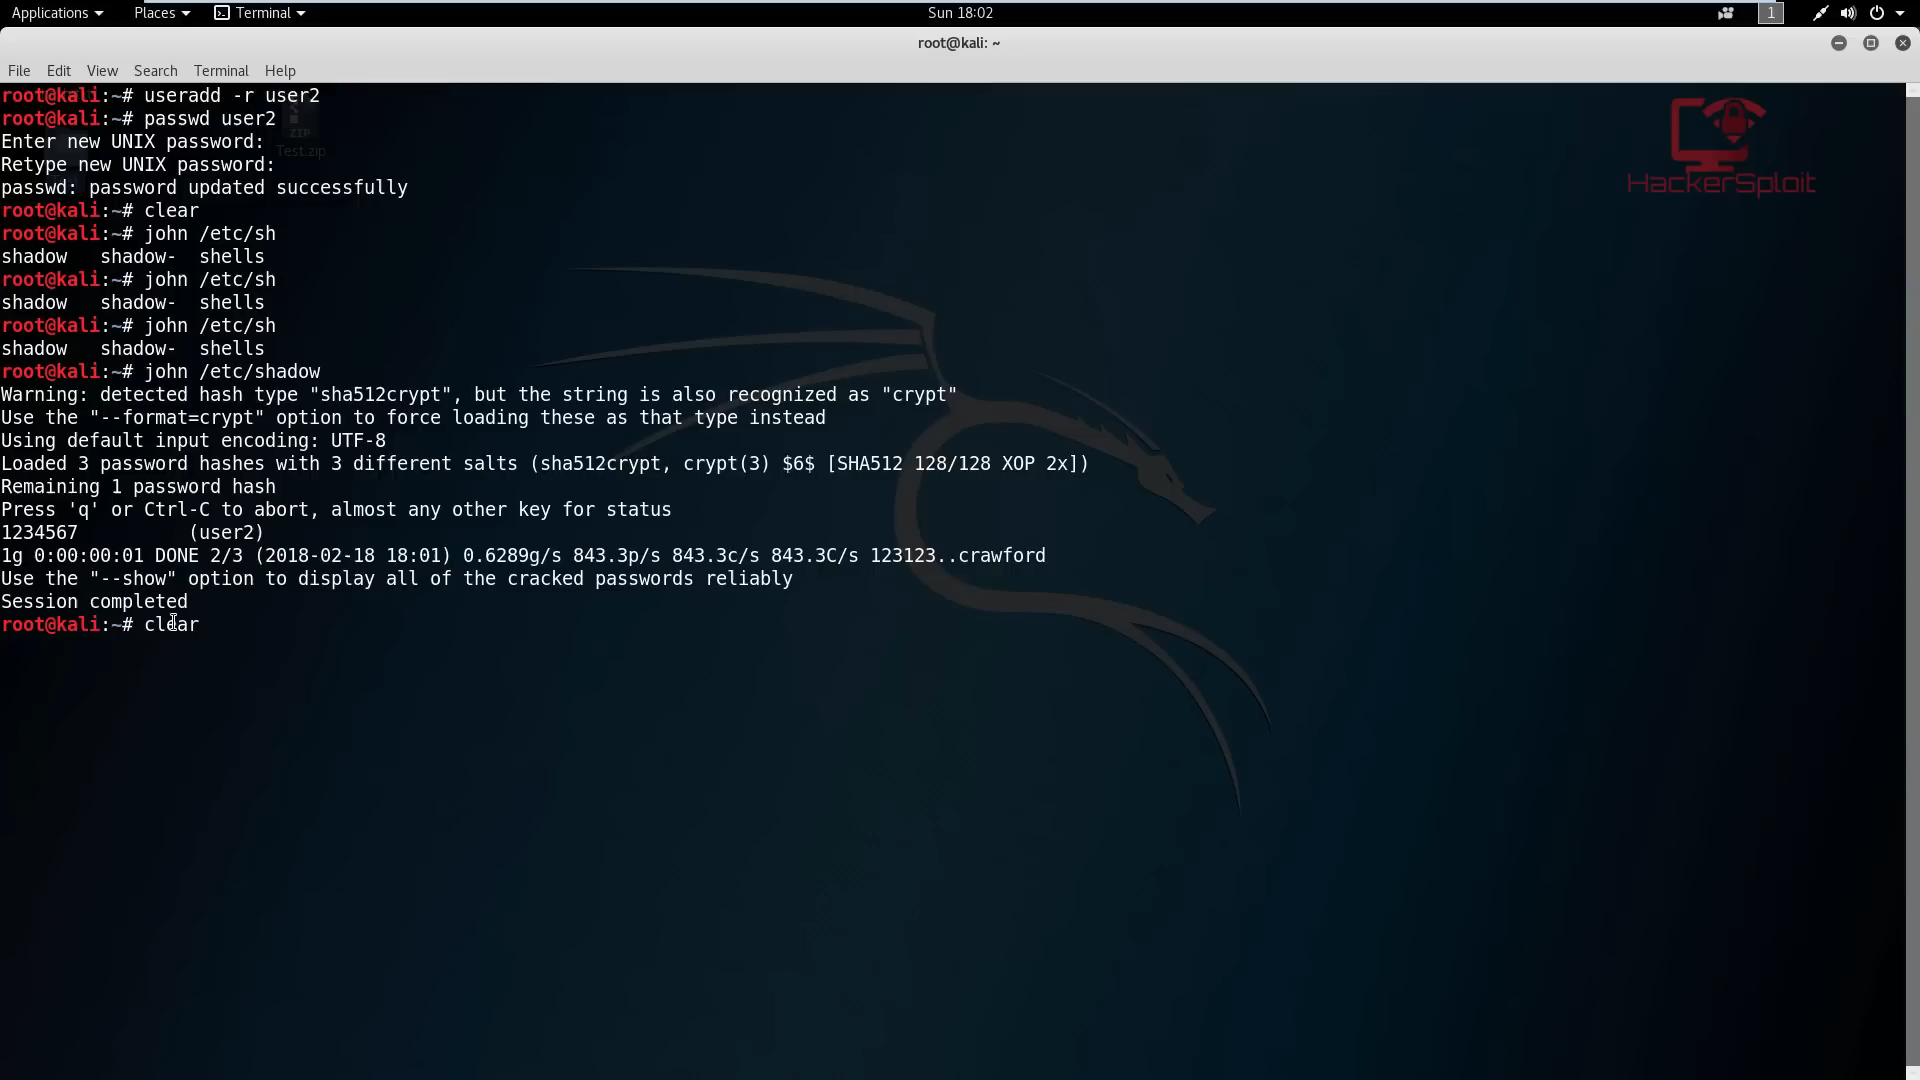 Applications Places Terminal Sun 18:02 1
root@kali: ~
File Edit View Search Terminal Help
root@kali:~# useradd -r user2
root@kali:~# passwd user2
Enter new UNIX password:
Retype new UNIX password:
passwd: password updated successfully
root@kali:~# clear
root@kali:~# john /etc/sh
shadow shadow- shells
root@kali:~# john /etc/sh
shadow shadow- shells
root@kali:~# john /etc/sh
shadow shadow- shells
root@kali:~# john /etc/shadow
Warning: detected hash type "sha512crypt", but the string is also recognized as "crypt"
Use the "--format=crypt" option to force loading these as that type instead
Using default input encoding: UTF-8
Loaded 3 password hashes with 3 different salts (sha512crypt, crypt(3) $6$ [SHA512 128/128 XOP 2x])
Remaining 1 password hash
Press 'q' or Ctrl-C to abort, almost any other key for status
1234567 (user2)
1g 0:00:00:01 DONE 2/3 (2018-02-18 18:01) 0.6289g/s 843.3p/s 843.3c/s 843.3C/s 123123..crawford
Use the "--show" option to display all of the cracked passwords reliably
Session completed
root@kali:~# clear
ZIP
Test.zip
HackerSploit